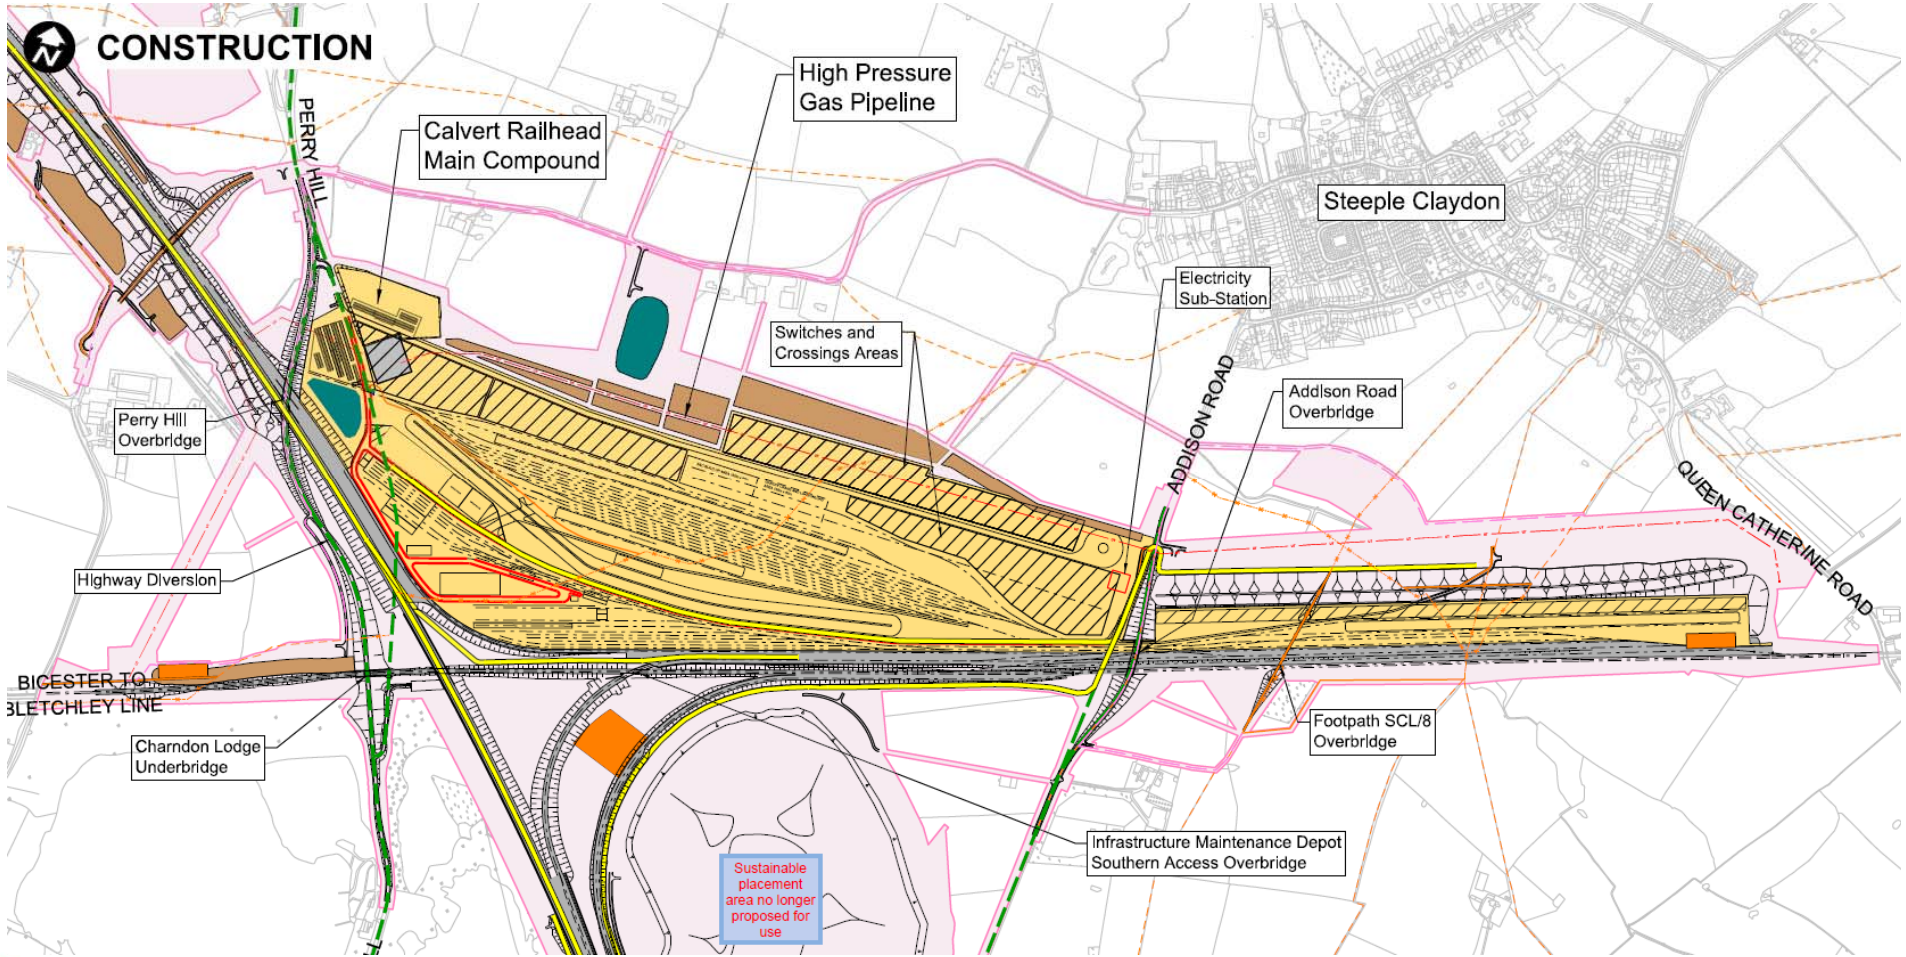 CONSTRUCTION
N
PERRY HILL
Calvert Railhead
Main Compound
High Pressure
Gas Pipeline
Steeple Claydon
Electricity
Sub-Station
Switches and
Crossings Areas
ADDISON ROAD
Addison Road
Overbridge
Perry Hill
Overbridge
QUEEN CATHERINE ROAD
Highway Diversion
BICESTER TO
BLETCHLEY LINE
Charndon Lodge
Underbridge
Footpath SCL/8
Overbridge
Infrastructure Maintenance Depot
Southern Access Overbridge
Sustainable
placement
area no longer
proposed for
use